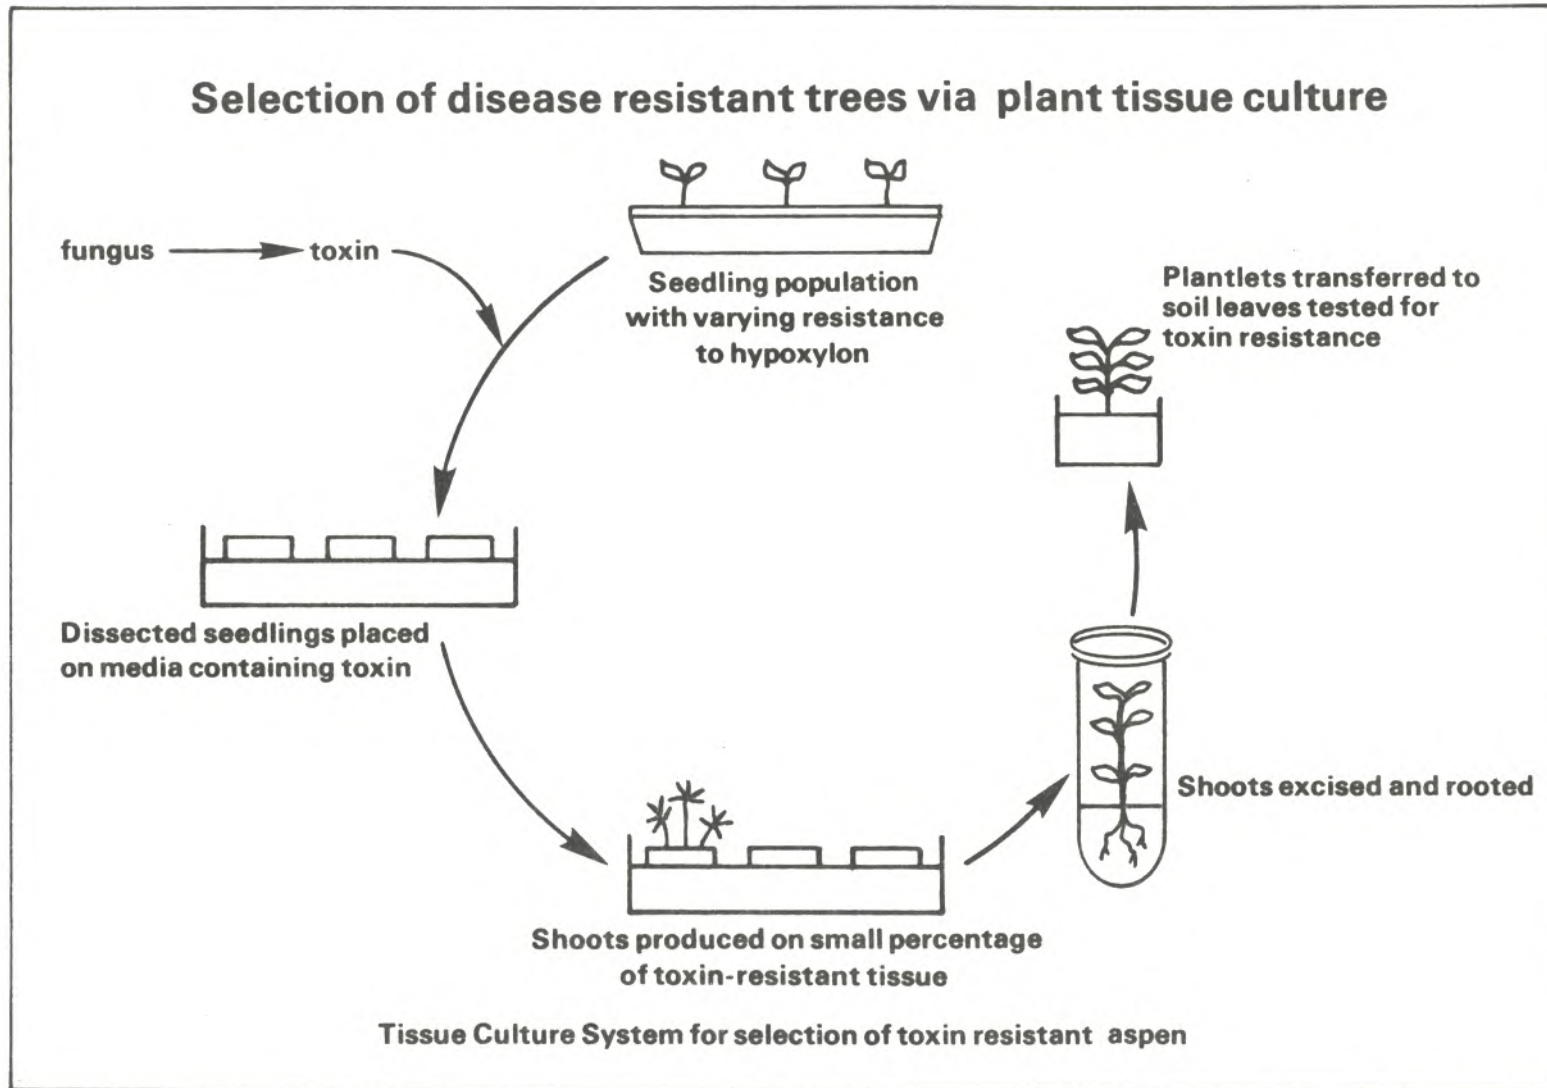 Selection of disease resistant trees via plant tissue culture
fungus
toxin
Seedling population
with varying resistance
to hypoxylon
Dissected seedlings placed
on media containing toxin
Shoots produced on small percentage
of toxin-resistant tissue
Shoots excised and rooted
Plantlets transferred to
soil leaves tested for
toxin resistance
Tissue Culture System for selection of toxin resistant aspen